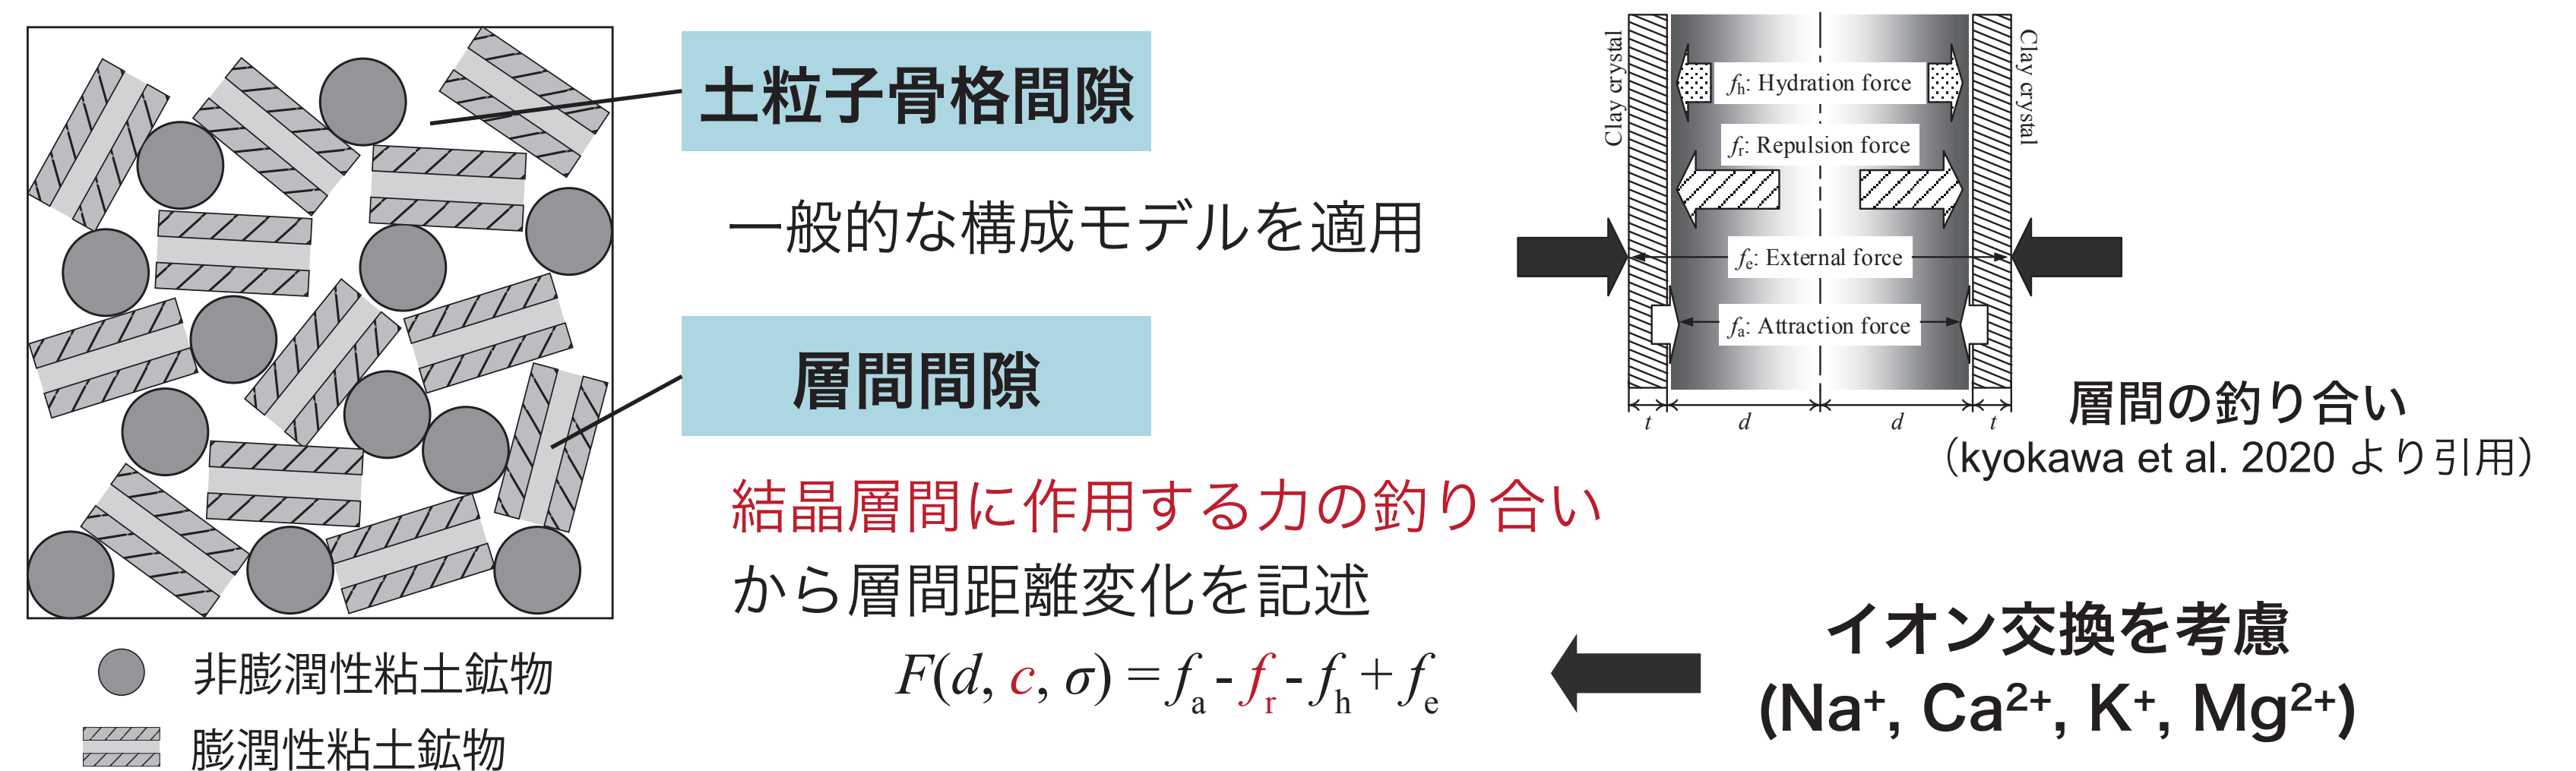 土粒子骨格間隙
一般的な構成モデルを適用
層間間隙
結晶層間に作用する力の釣り合い
から層間距離変化を記述
F(d, c, σ) = fa - fr - fh + fe
非膨潤性粘土鉱物
膨潤性粘土鉱物
Clay crystal
Clay crystal
fh: Hydration force
fr: Repulsion force
fe: External force
fa: Attraction force
t d d t
層間の釣り合い
（kyokawa et al. 2020 より引用）
イオン交換を考慮
(Na⁺, Ca²⁺, K⁺, Mg²⁺)